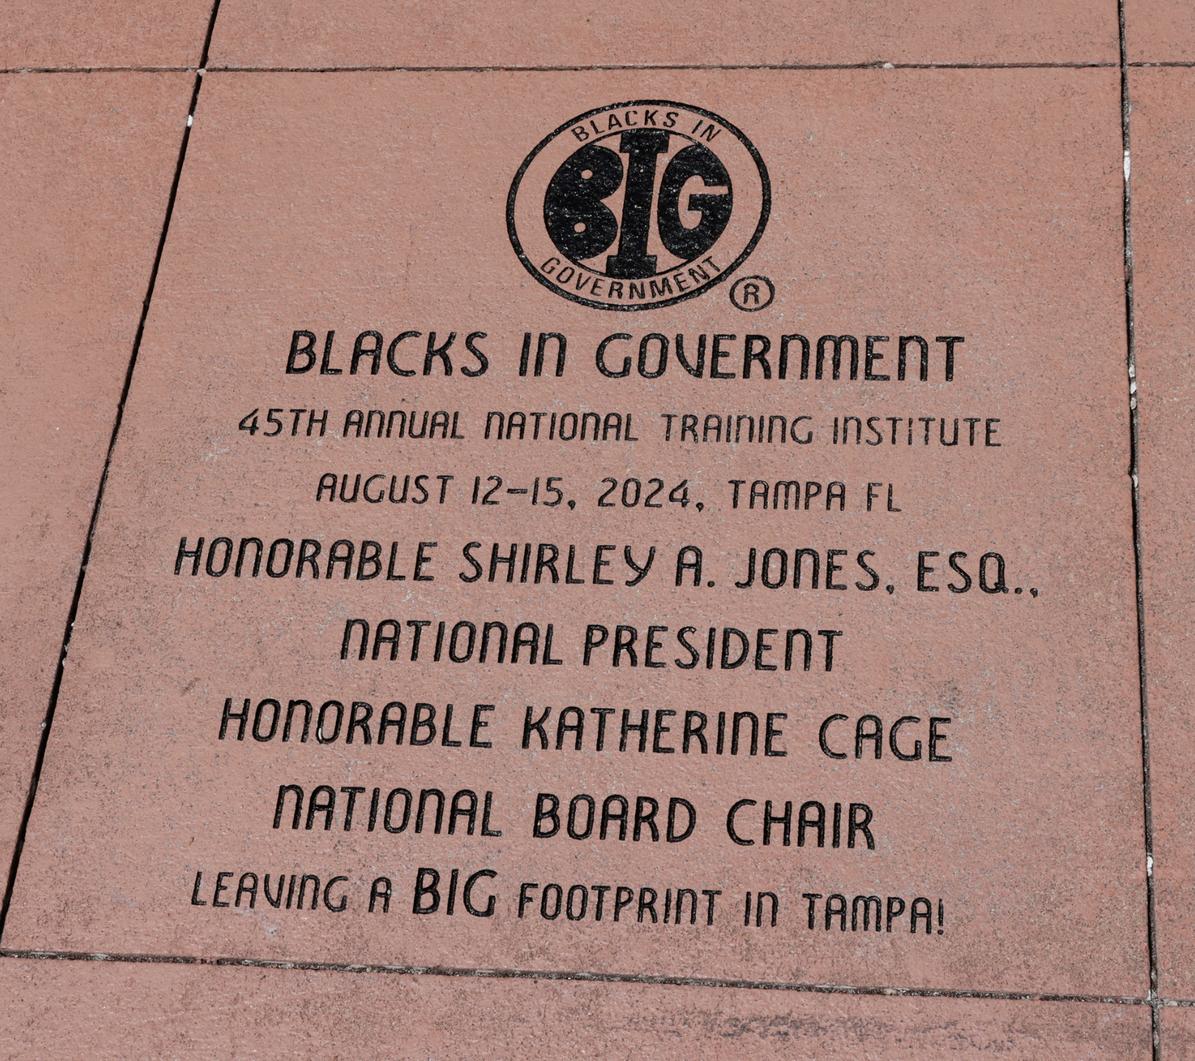 BLACKS IN
BIG
GOVERNMENT
®
BLACKS IN GOVERNMENT
45TH ANNUAL NATIONAL TRAINING INSTITUTE
AUGUST 12-15, 2024, TAMPA FL
HONORABLE SHIRLEY A. JONES, ESQ.,
NATIONAL PRESIDENT
HONORABLE KATHERINE CAGE
NATIONAL BOARD CHAIR
LEAVING A BIG FOOTPRINT IN TAMPA!